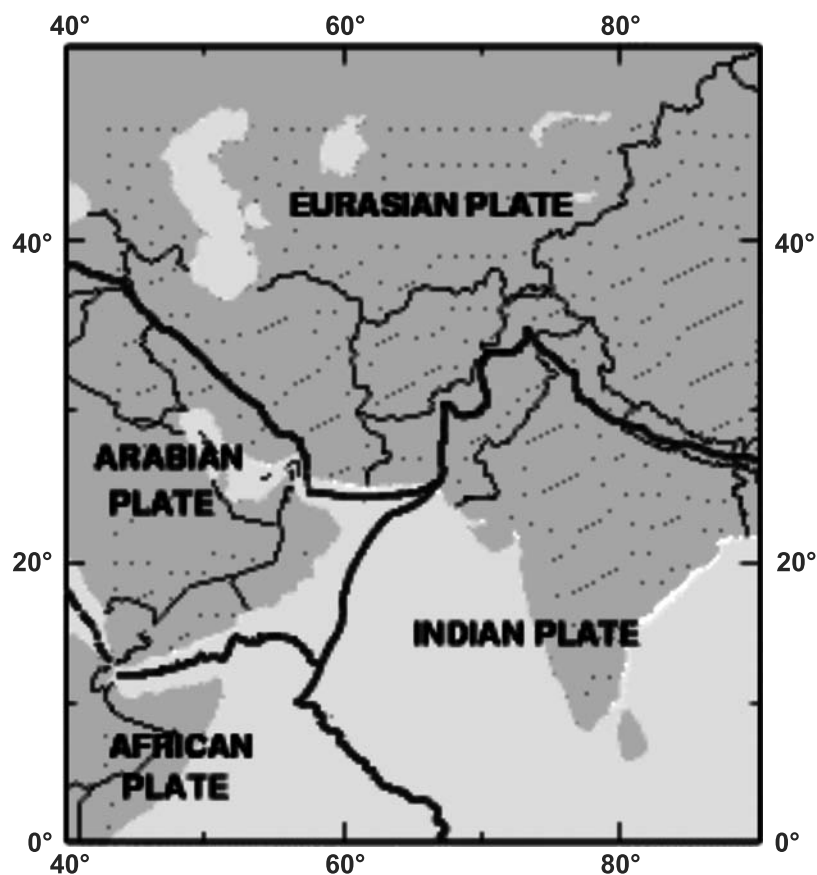 40° 60° 80°
EURASIAN PLATE
40° 40°
ARABIAN
PLATE
20° 20°
INDIAN PLATE
AFRICAN
PLATE
0° 0°
40° 60° 80°